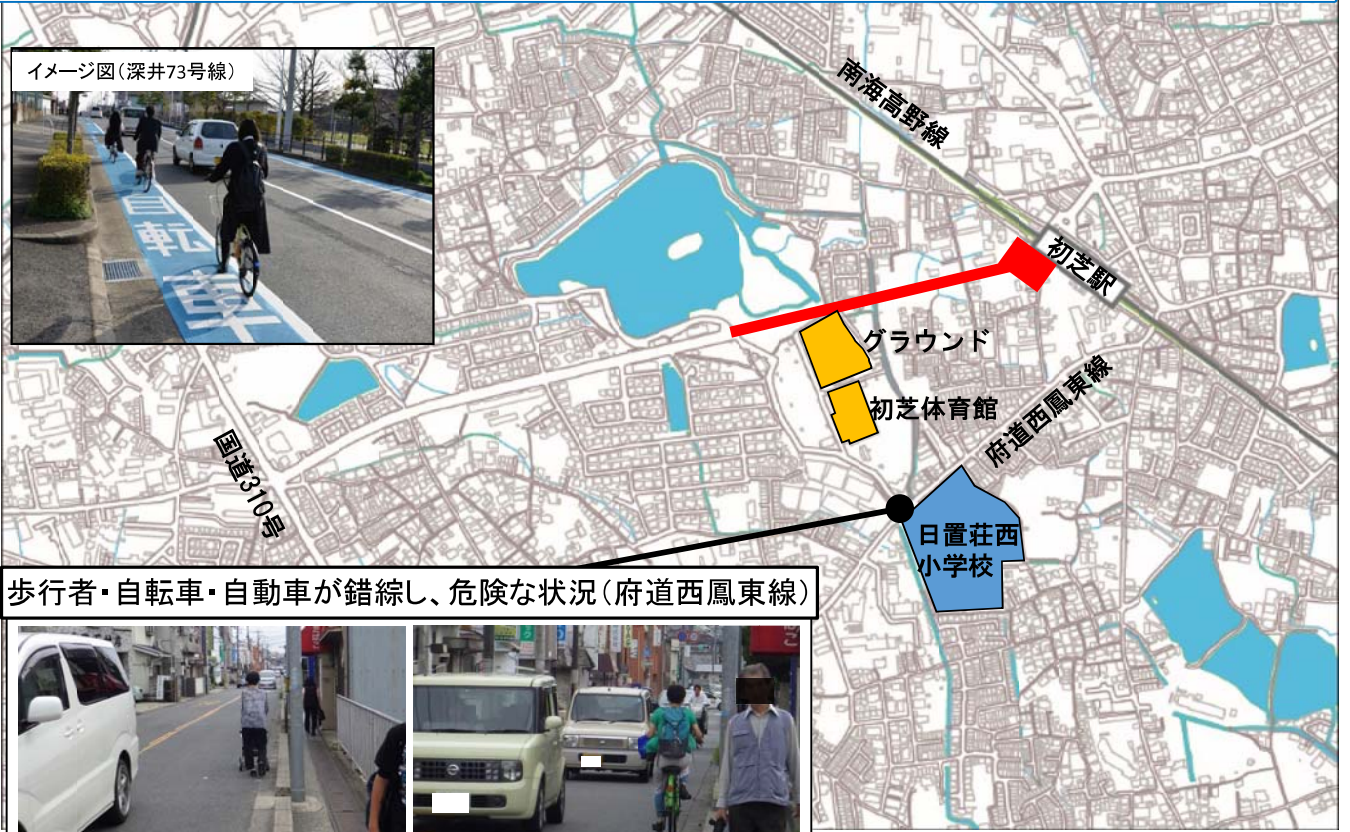 イメージ図(深井73号線)
自
転
車
南海高野線
初芝駅
グラウンド
初芝体育館
府道西鳳東線
国道310号
日置荘西
小学校
歩行者・自転車・自動車が錯綜し、危険な状況(府道西鳳東線)